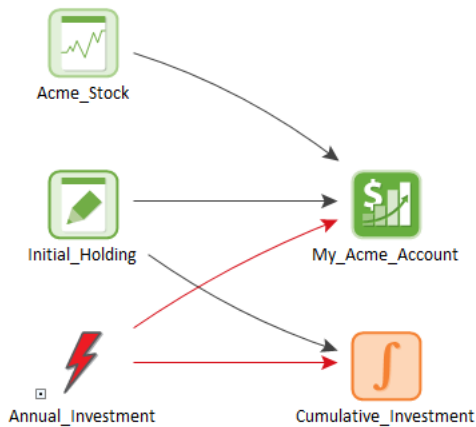 Acme_Stock
Initial_Holding
$
My_Acme_Account
Annual_Investment
Cumulative_Investment